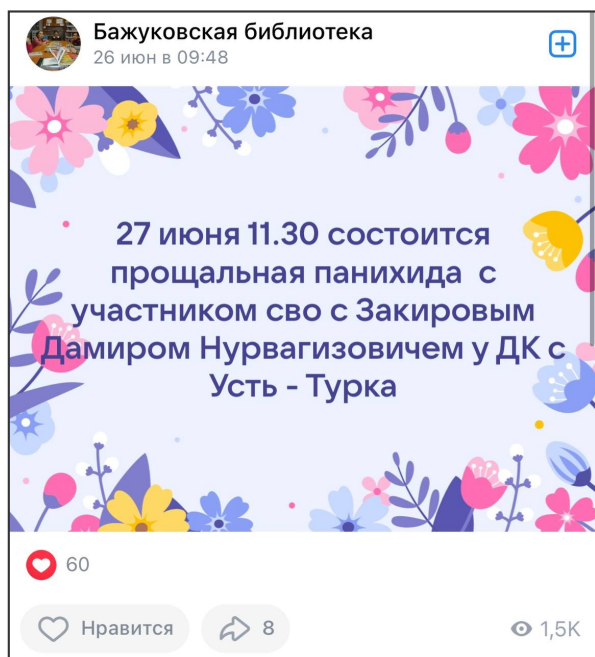 Бажуковская библиотека
26 июн в 09:48
27 июня 11.30 состоится
прощальная панихида с
участником сво с Закировым
Дамиром Нурвагизовичем у ДК с
Усть - Турка
60
Нравится
8
1,5K